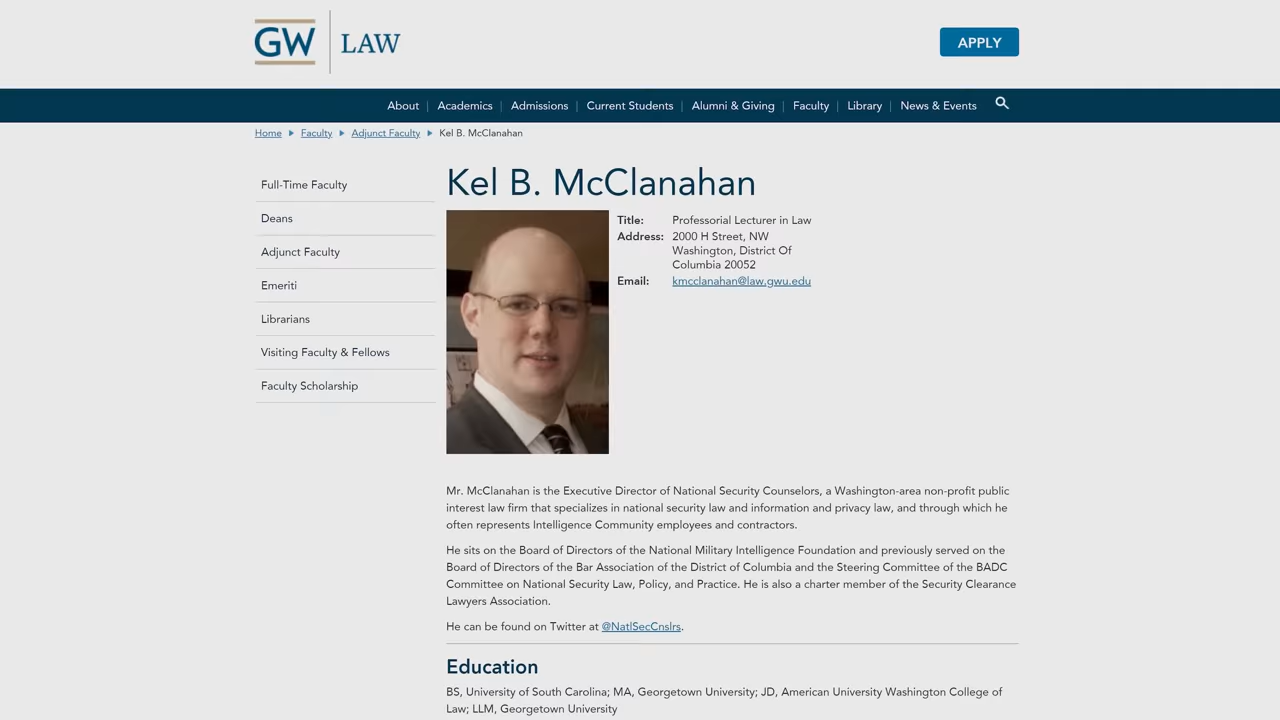 GW LAW
APPLY
About Academics Admissions Current Students Alumni & Giving Faculty Library News & Events
Home Faculty Adjunct Faculty Kel B. McClanahan
Full-Time Faculty
Deans
Adjunct Faculty
Emeriti
Librarians
Visiting Faculty & Fellows
Faculty Scholarship
Kel B. McClanahan
Title: Professorial Lecturer in Law
Address: 2000 H Street, NW
Washington, District Of
Columbia 20052
Email: kmcclanahan@law.gwu.edu
Mr. McClanahan is the Executive Director of National Security Counselors, a Washington-area non-profit public
interest law firm that specializes in national security law and information and privacy law, and through which he
often represents Intelligence Community employees and contractors.
He sits on the Board of Directors of the National Military Intelligence Foundation and previously served on the
Board of Directors of the Bar Association of the District of Columbia and the Steering Committee of the BADC
Committee on National Security Law, Policy, and Practice. He is also a charter member of the Security Clearance
Lawyers Association.
He can be found on Twitter at @NatlSecCnslrs.
Education
BS, University of South Carolina; MA, Georgetown University; JD, American University Washington College of
Law; LLM, Georgetown University